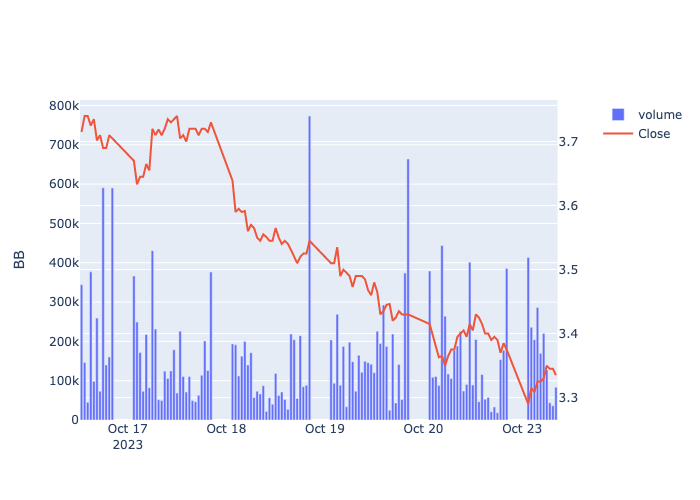 volume
Close
BB
800k
700k
600k
500k
400k
300k
200k
100k
0
3.7
3.6
3.5
3.4
3.3
Oct 17
2023
Oct 18
Oct 19
Oct 20
Oct 23